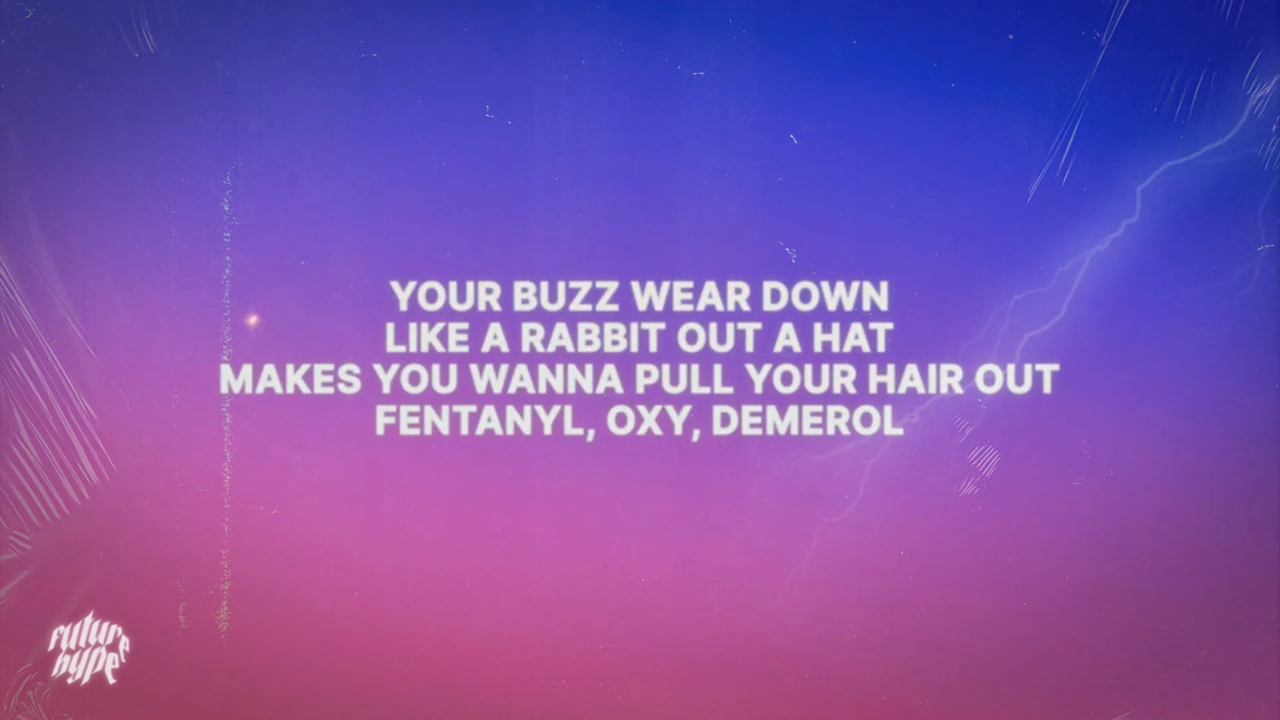 YOUR BUZZ WEAR DOWN
LIKE A RABBIT OUT A HAT
MAKES YOU WANNA PULL YOUR HAIR OUT
FENTANYL, OXY, DEMEROL
future
hype